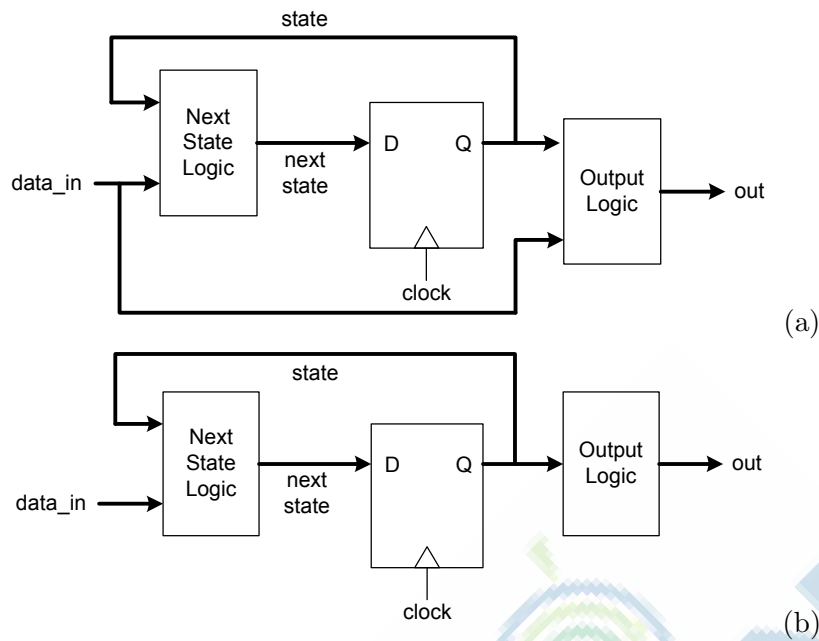 state
Next
State
Logic
next
state
data_in
D Q
clock
Output
Logic
out
(a)
state
Next
State
Logic
next
state
data_in
D Q
clock
Output
Logic
out
(b)